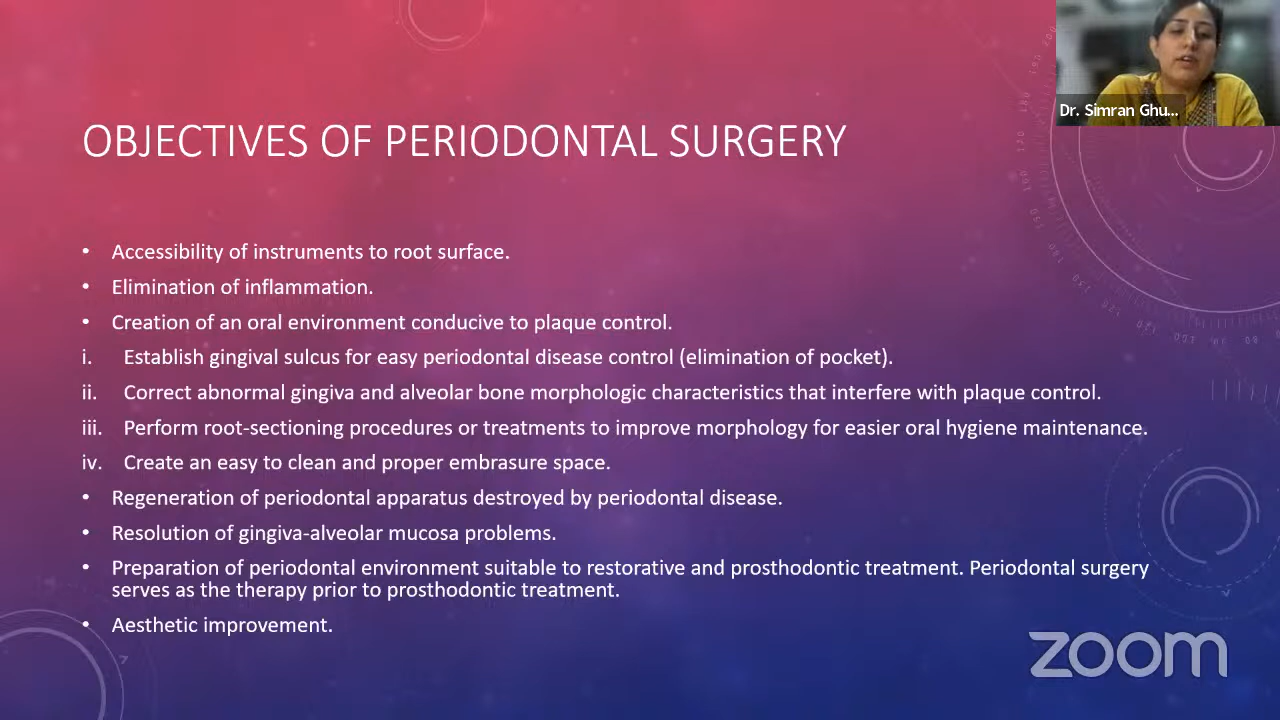 Dr. Simran Ghu...
OBJECTIVES OF PERIODONTAL SURGERY
• Accessibility of instruments to root surface.
• Elimination of inflammation.
• Creation of an oral environment conducive to plaque control.
i. Establish gingival sulcus for easy periodontal disease control (elimination of pocket).
ii. Correct abnormal gingiva and alveolar bone morphologic characteristics that interfere with plaque control.
iii. Perform root-sectioning procedures or treatments to improve morphology for easier oral hygiene maintenance.
iv. Create an easy to clean and proper embrasure space.
• Regeneration of periodontal apparatus destroyed by periodontal disease.
• Resolution of gingiva-alveolar mucosa problems.
• Preparation of periodontal environment suitable to restorative and prosthodontic treatment. Periodontal surgery
serves as the therapy prior to prosthodontic treatment.
• Aesthetic improvement.
zoom